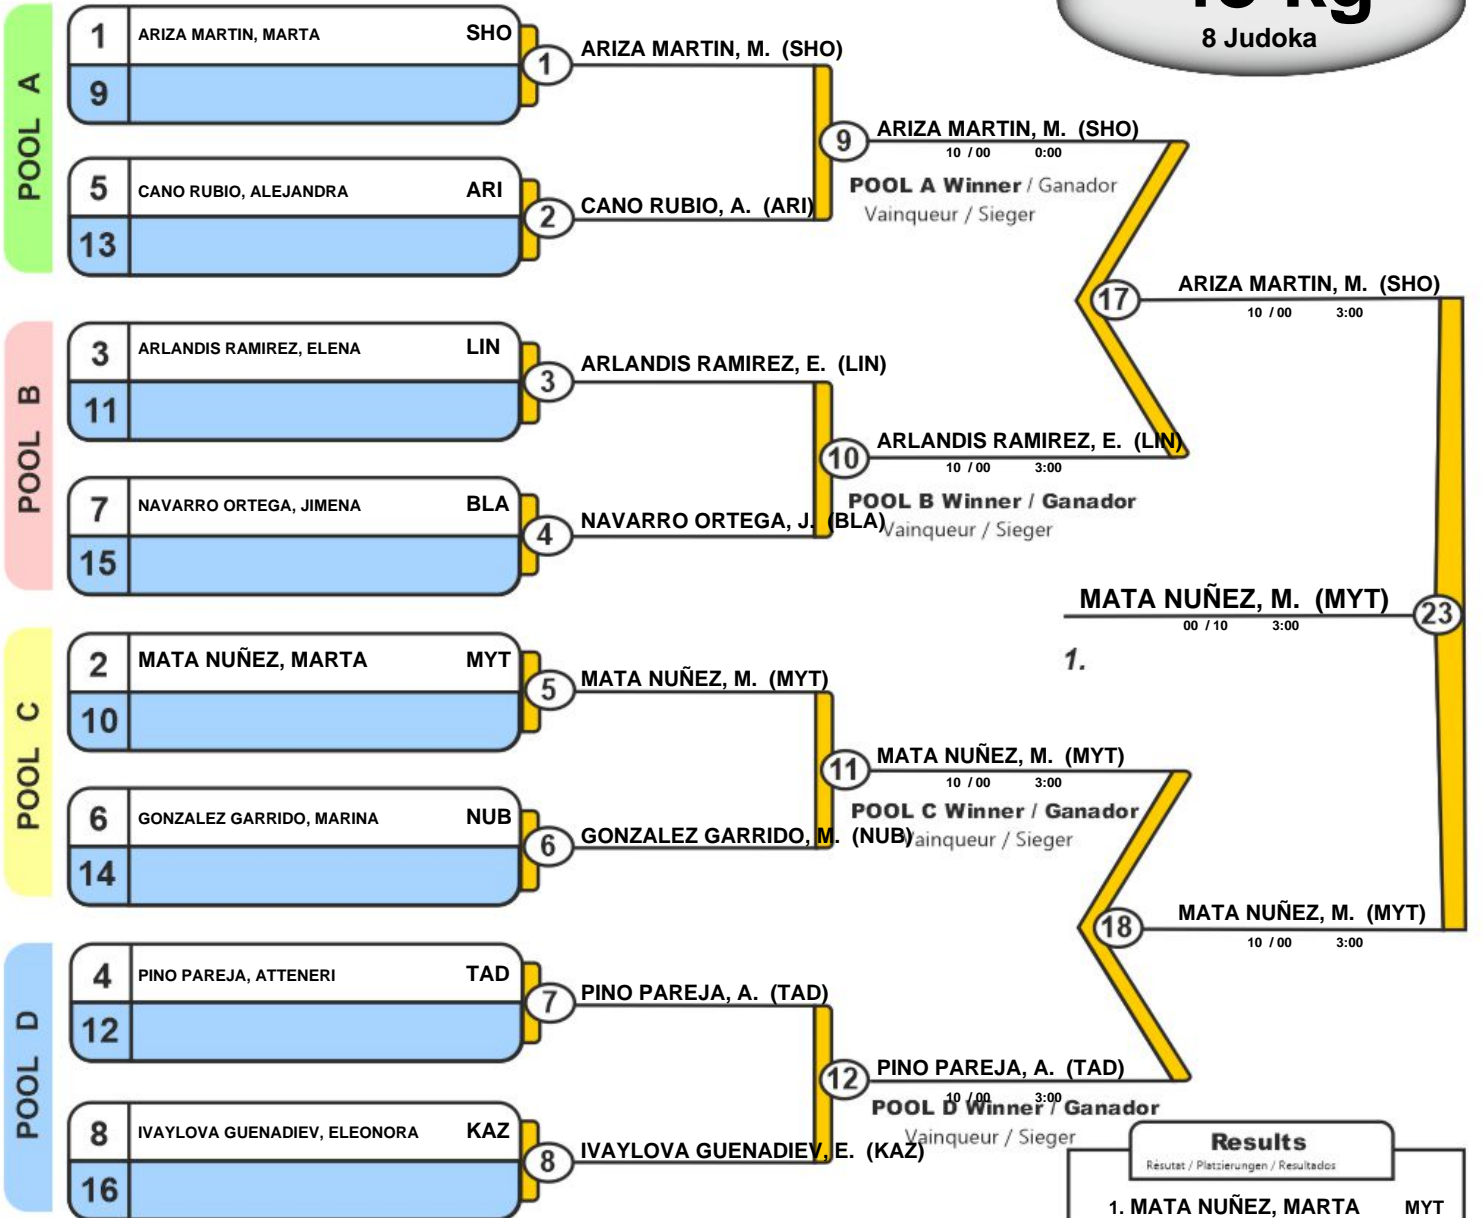 8 Judoka
POOL A
1 ARIZA MARTIN, MARTA SHO
9
5 CANO RUBIO, ALEJANDRA ARI
13
1 ARIZA MARTIN, M. (SHO)
2 CANO RUBIO, A. (ARI)
9 ARIZA MARTIN, M. (SHO)
10 / 00 0:00
POOL A Winner / Ganador
Vainqueur / Sieger
POOL B
3 ARLANDIS RAMIREZ, ELENA LIN
11
7 NAVARRO ORTEGA, JIMENA BLA
15
3 ARLANDIS RAMIREZ, E. (LIN)
4 NAVARRO ORTEGA, J. (BLA)
10 ARLANDIS RAMIREZ, E. (LIN)
10 / 00 3:00
POOL B Winner / Ganador
Vainqueur / Sieger
17 ARIZA MARTIN, M. (SHO)
10 / 00 3:00
MATA NUÑEZ, M. (MYT) 23
00 / 10 3:00
1.
POOL C
2 MATA NUÑEZ, MARTA MYT
10
6 GONZALEZ GARRIDO, MARINA NUB
14
5 MATA NUÑEZ, M. (MYT)
6 GONZALEZ GARRIDO, M. (NUB)
11 MATA NUÑEZ, M. (MYT)
10 / 00 3:00
POOL C Winner / Ganador
Vainqueur / Sieger
POOL D
4 PINO PAREJA, ATTENERI TAD
12
8 IVAYLOVA GUENADIEV, ELEONORA KAZ
16
7 PINO PAREJA, A. (TAD)
8 IVAYLOVA GUENADIEV, E. (KAZ)
12 PINO PAREJA, A. (TAD)
10 / 00 3:00
POOL D Winner / Ganador
Vainqueur / Sieger
18 MATA NUÑEZ, M. (MYT)
10 / 00 3:00
Results
Résutat / Platzierungen / Resultados
1. MATA NUÑEZ, MARTA MYT